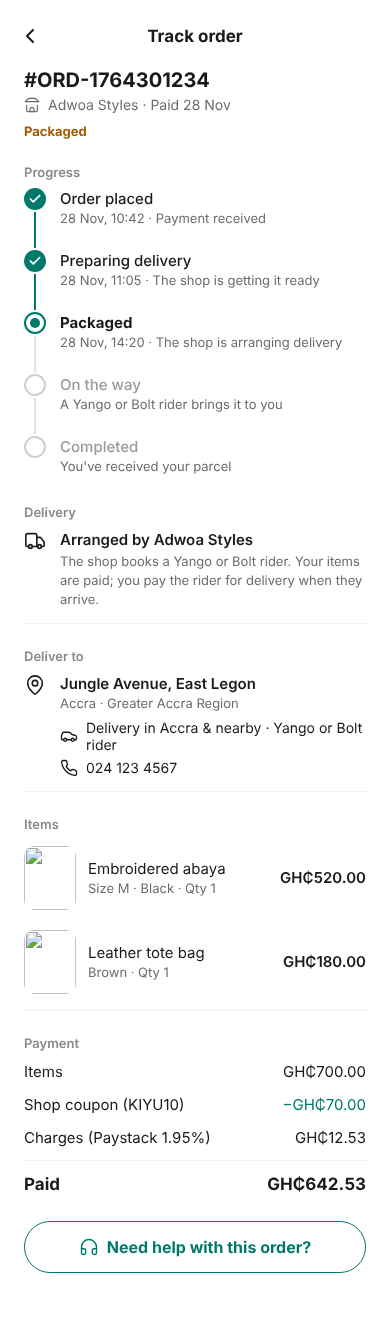 Track order
#ORD-1764301234
Adwoa Styles · Paid 28 Nov
Packaged
Progress
Order placed
28 Nov, 10:42 · Payment received
Preparing delivery
28 Nov, 11:05 · The shop is getting it ready
Packaged
28 Nov, 14:20 · The shop is arranging delivery
On the way
A Yango or Bolt rider brings it to you
Completed
You've received your parcel
Delivery
Arranged by Adwoa Styles
The shop books a Yango or Bolt rider. Your items
are paid; you pay the rider for delivery when they
arrive.
Deliver to
Jungle Avenue, East Legon
Accra · Greater Accra Region
Delivery in Accra & nearby · Yango or Bolt
rider
024 123 4567
Items
Embroidered abaya
Size M · Black · Qty 1
GH₵520.00
Leather tote bag
Brown · Qty 1
GH₵180.00
Payment
Items GH₵700.00
Shop coupon (KIYU10) −GH₵70.00
Charges (Paystack 1.95%) GH₵12.53
Paid GH₵642.53
Need help with this order?